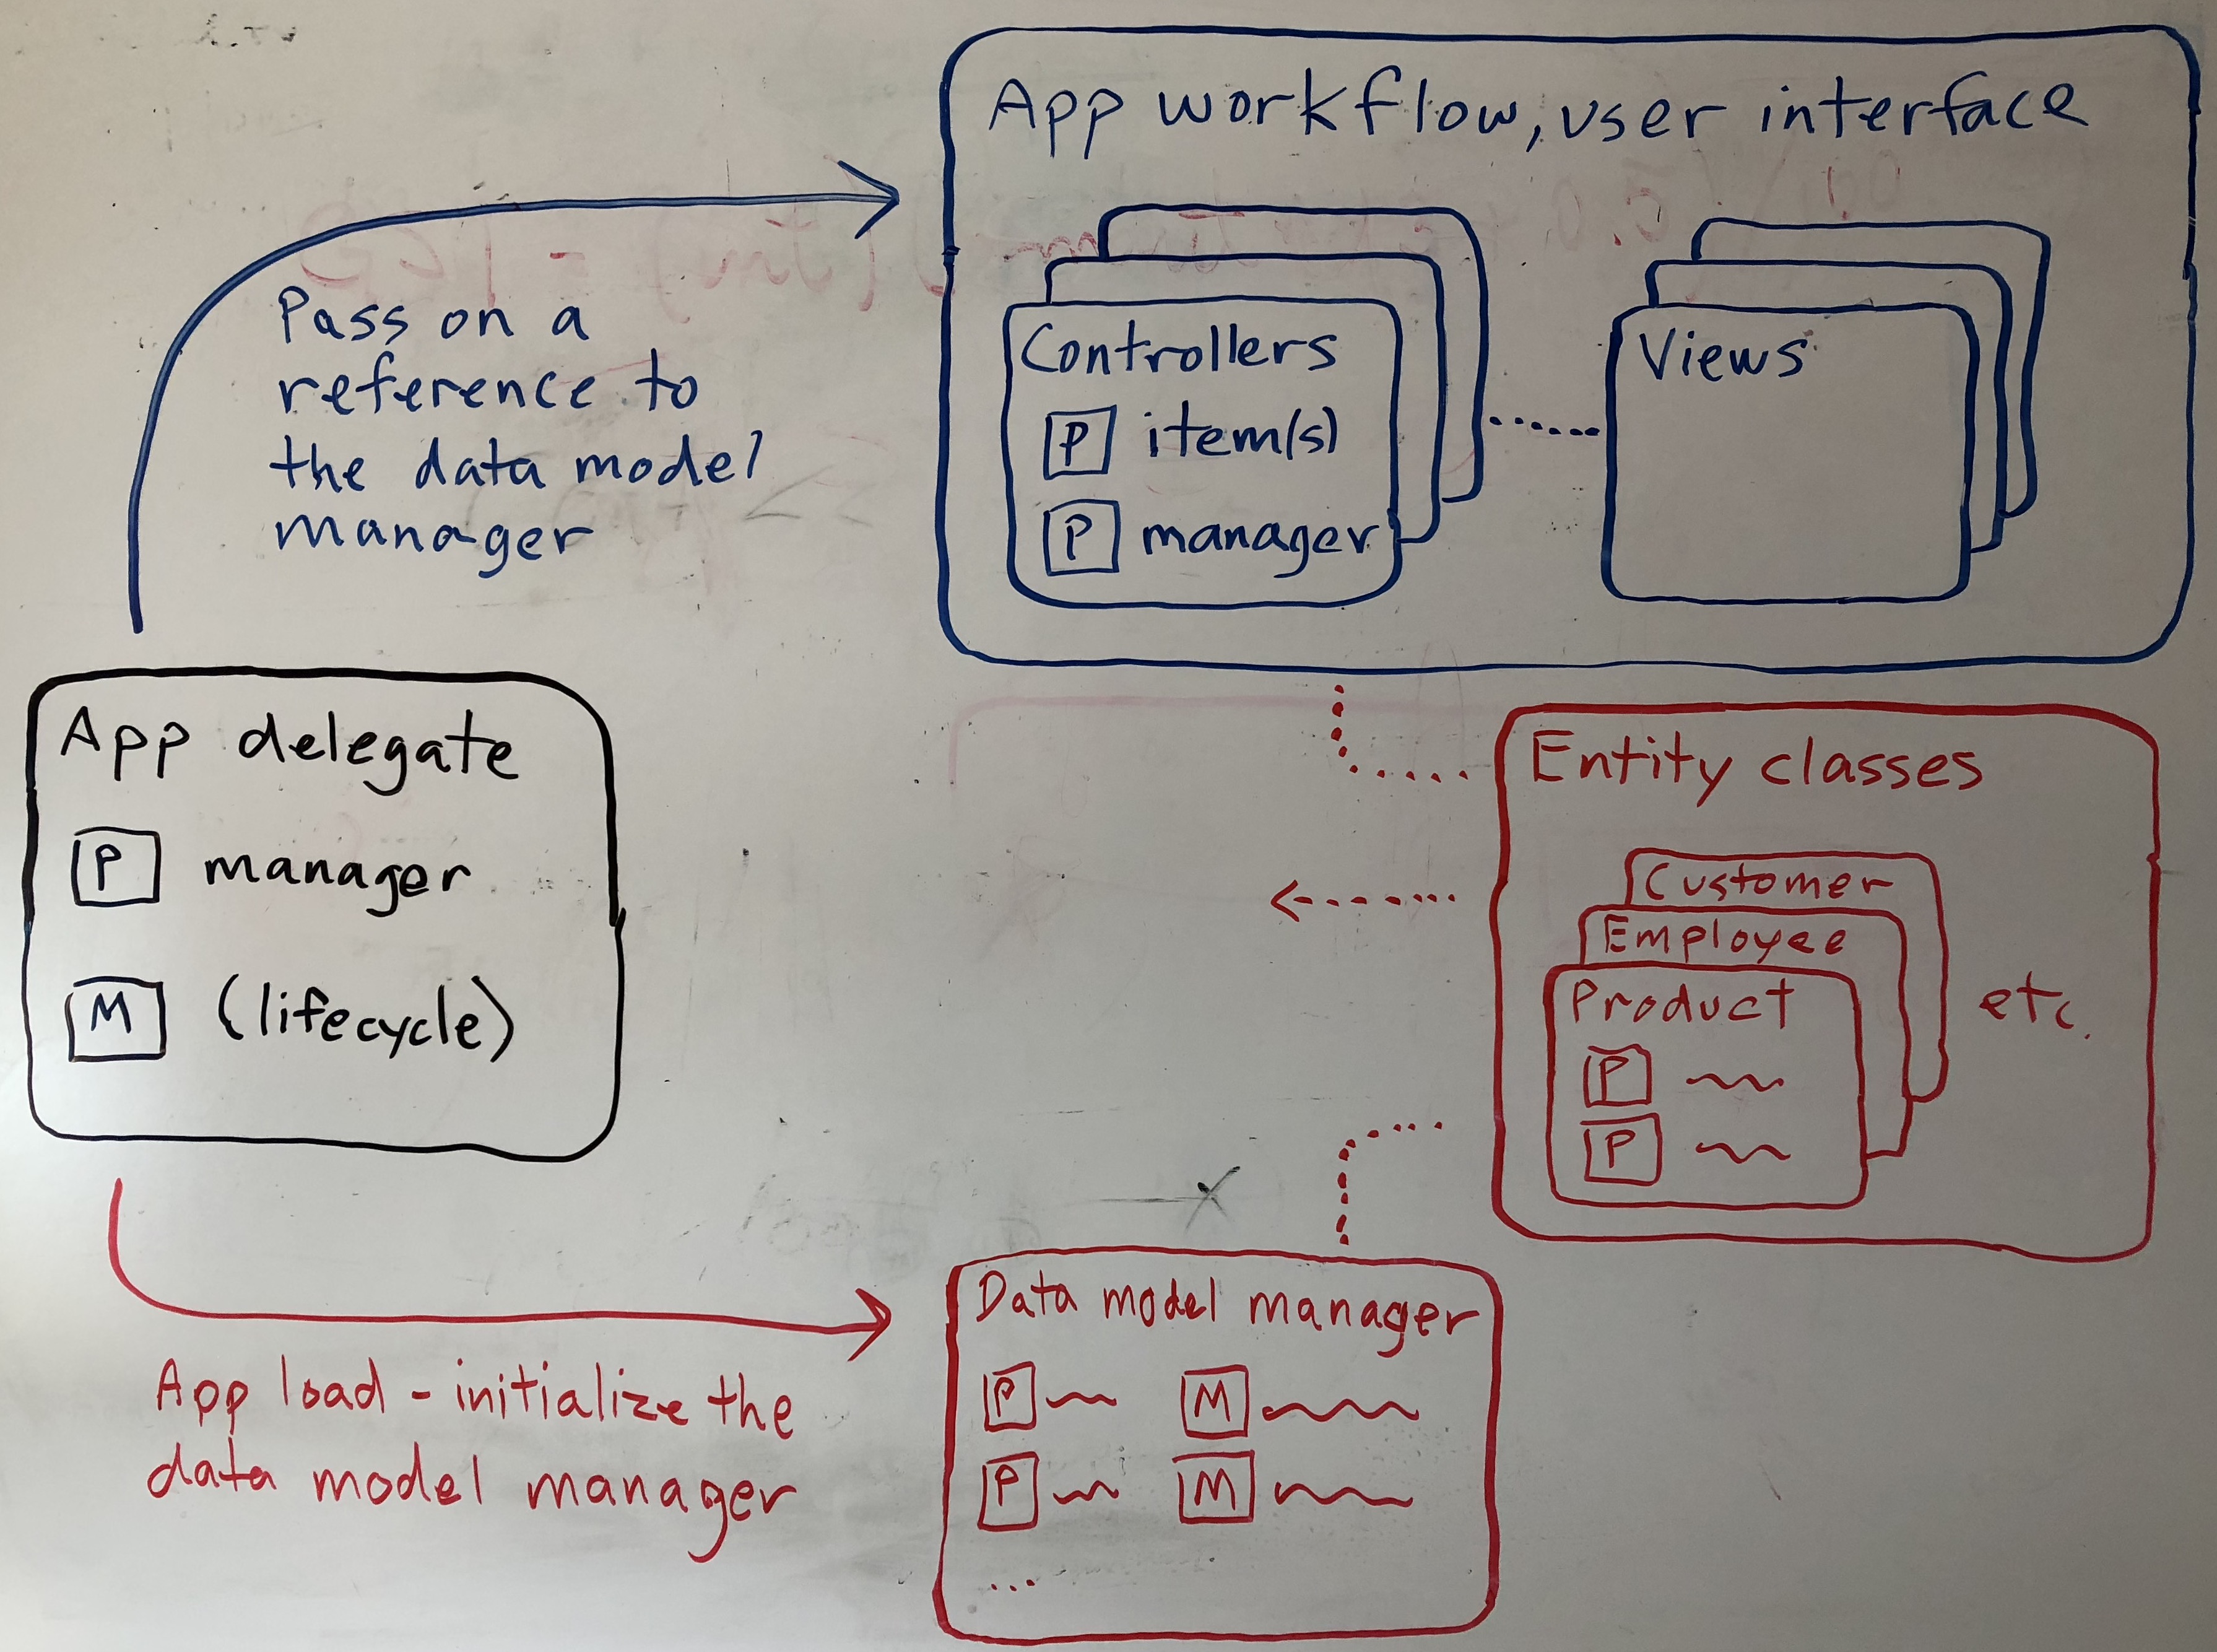 App workflow, user interface
Pass on a
reference to
the data model
manager
Controllers
P item(s)
P manager
Views
App delegate
P manager
M (lifecycle)
Entity classes
Customer
Employee
Product
P
P
etc.
App load - initialize the
data model manager
Data model manager
P M
P M
...